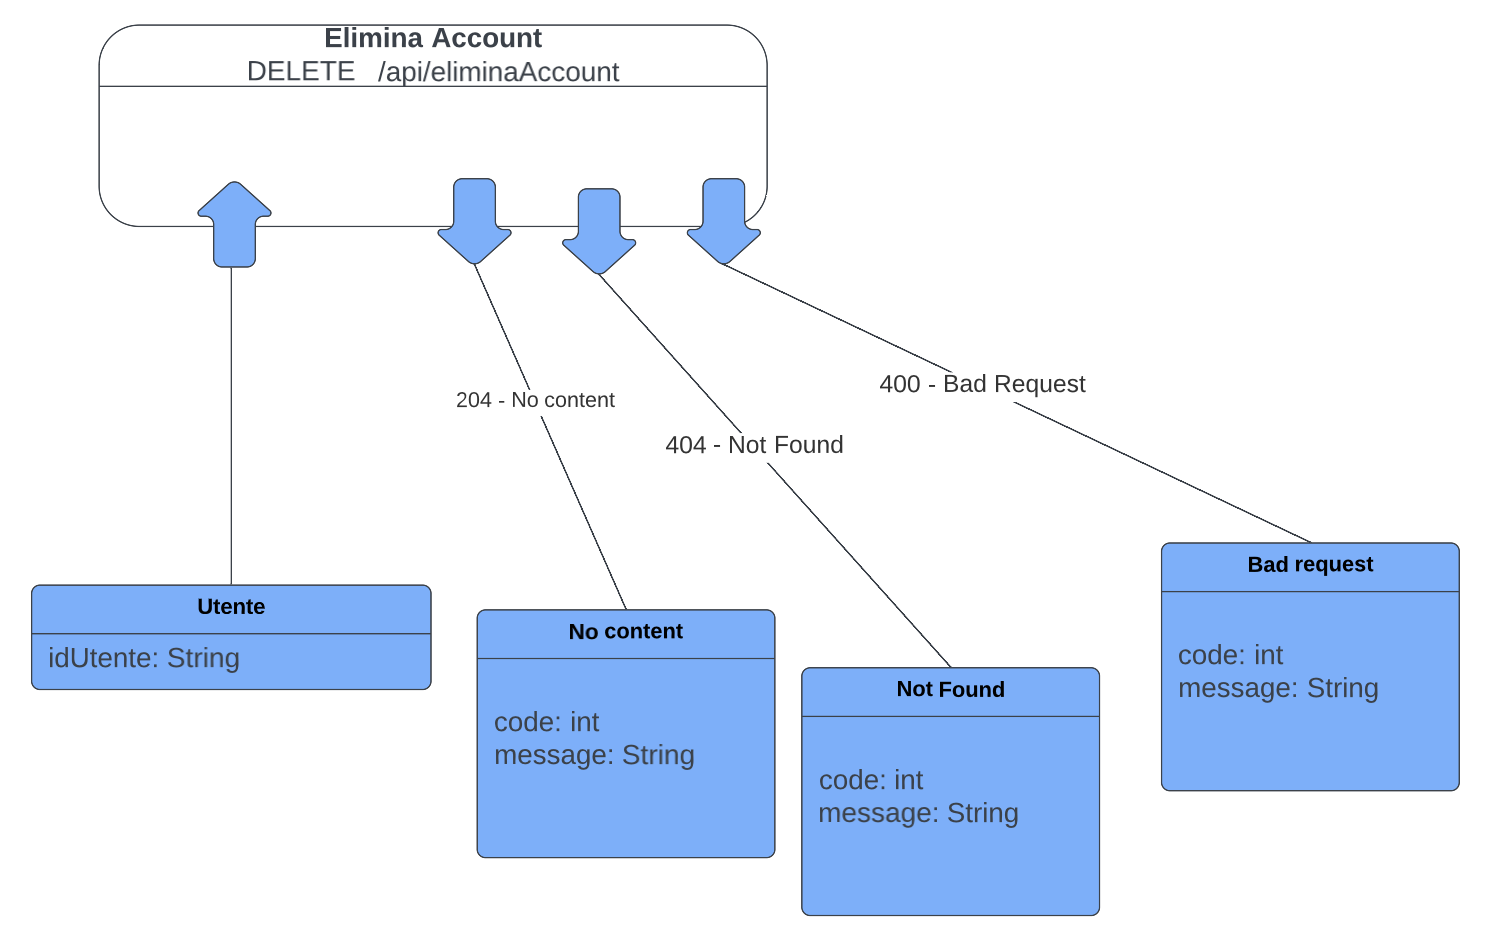 Elimina Account
DELETE /api/eliminaAccount
400 - Bad Request
204 - No content
404 - Not Found
Utente
idUtente: String
No content
code: int
message: String
Not Found
code: int
message: String
Bad request
code: int
message: String